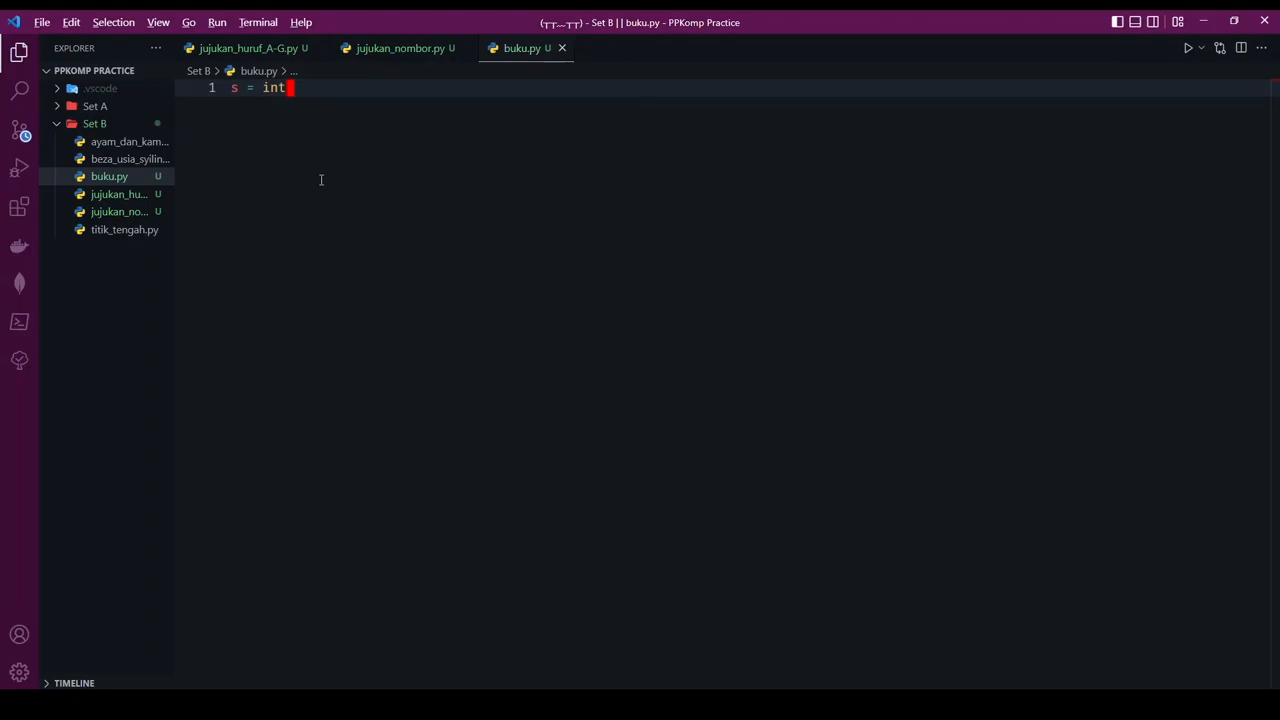 File Edit Selection View Go Run Terminal Help
(┬┬﹏┬┬) - Set B || buku.py - PPKomp Practice
EXPLORER
jujukan_huruf_A-G.py U
jujukan_nombor.py U
buku.py U
PPKOMP PRACTICE
.vscode
Set A
Set B
ayam_dan_kam...
beza_usia_syilin...
buku.py U
jujukan_hu... U
jujukan_no... U
titik_tengah.py
Set B > buku.py > ...
1 s = int
TIMELINE